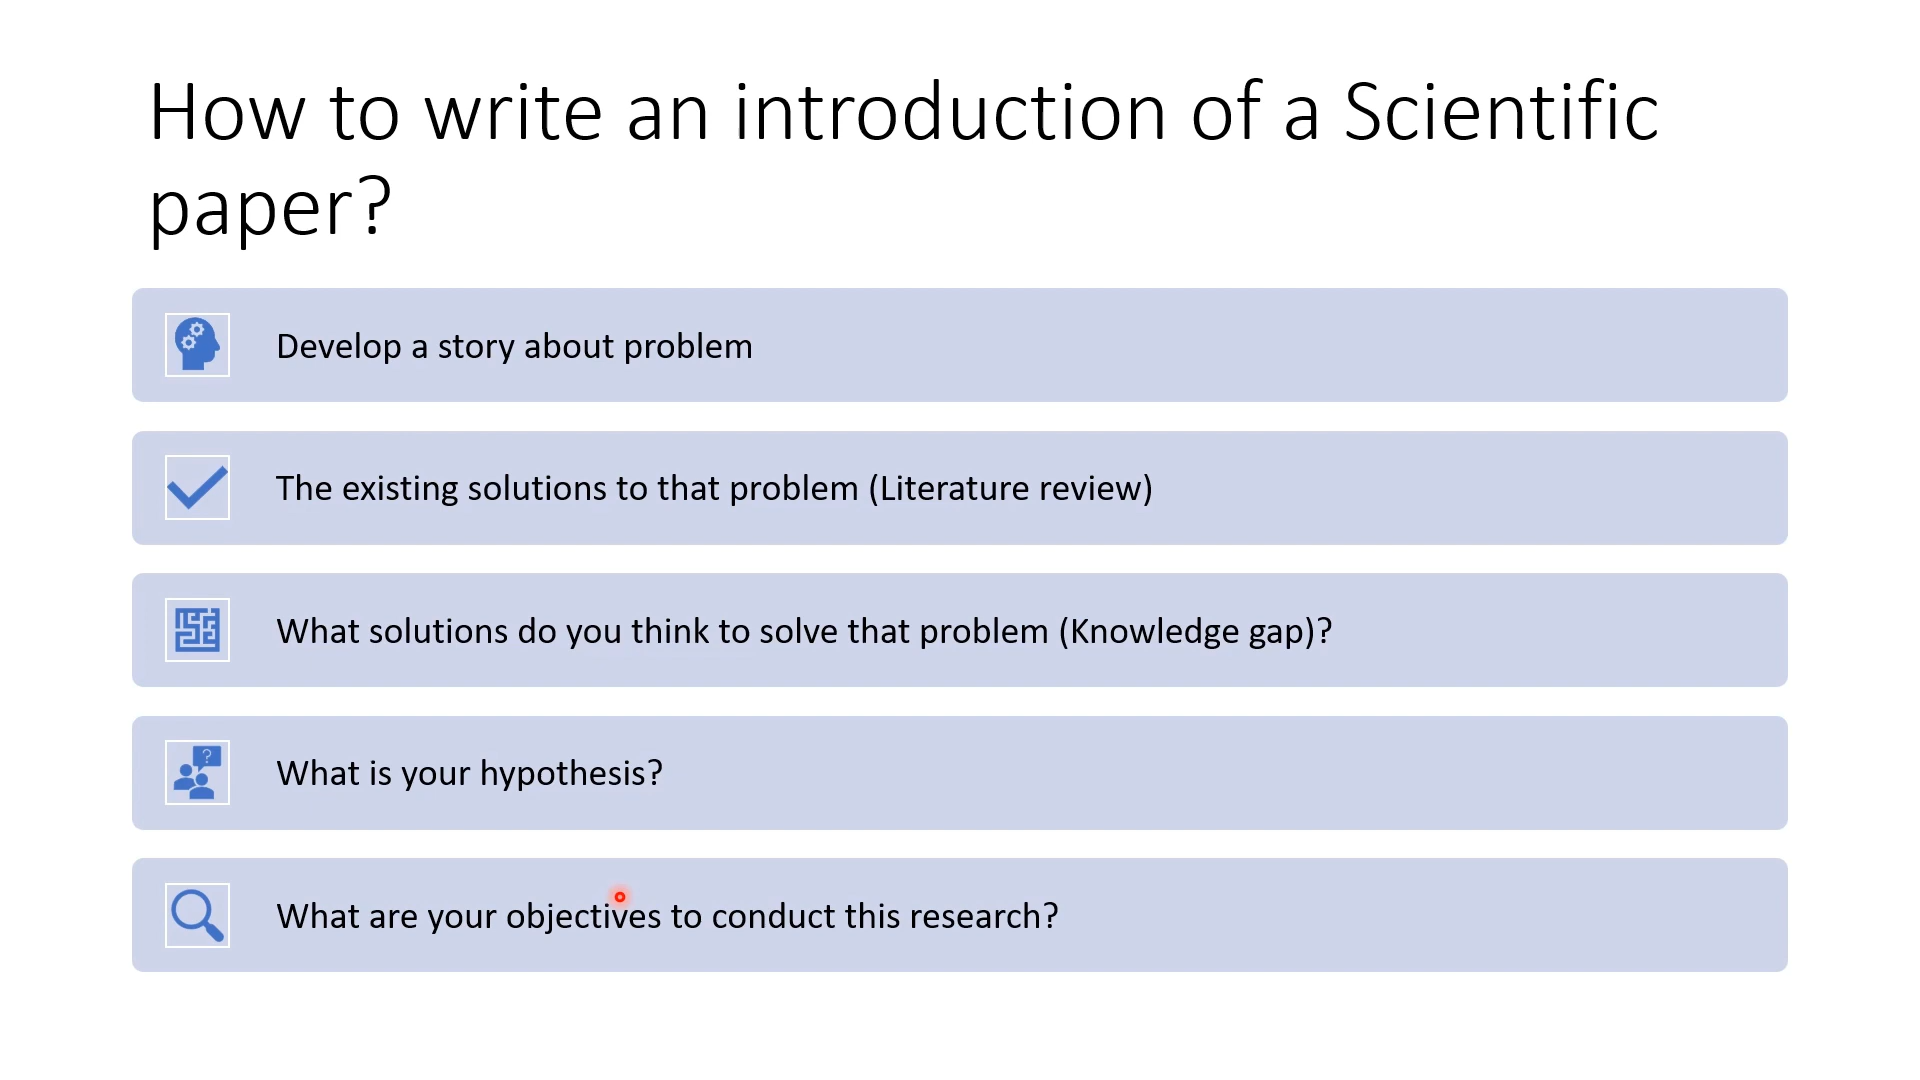 How to write an introduction of a Scientific
paper?
Develop a story about problem
The existing solutions to that problem (Literature review)
What solutions do you think to solve that problem (Knowledge gap)?
?
What is your hypothesis?
What are your objectives to conduct this research?